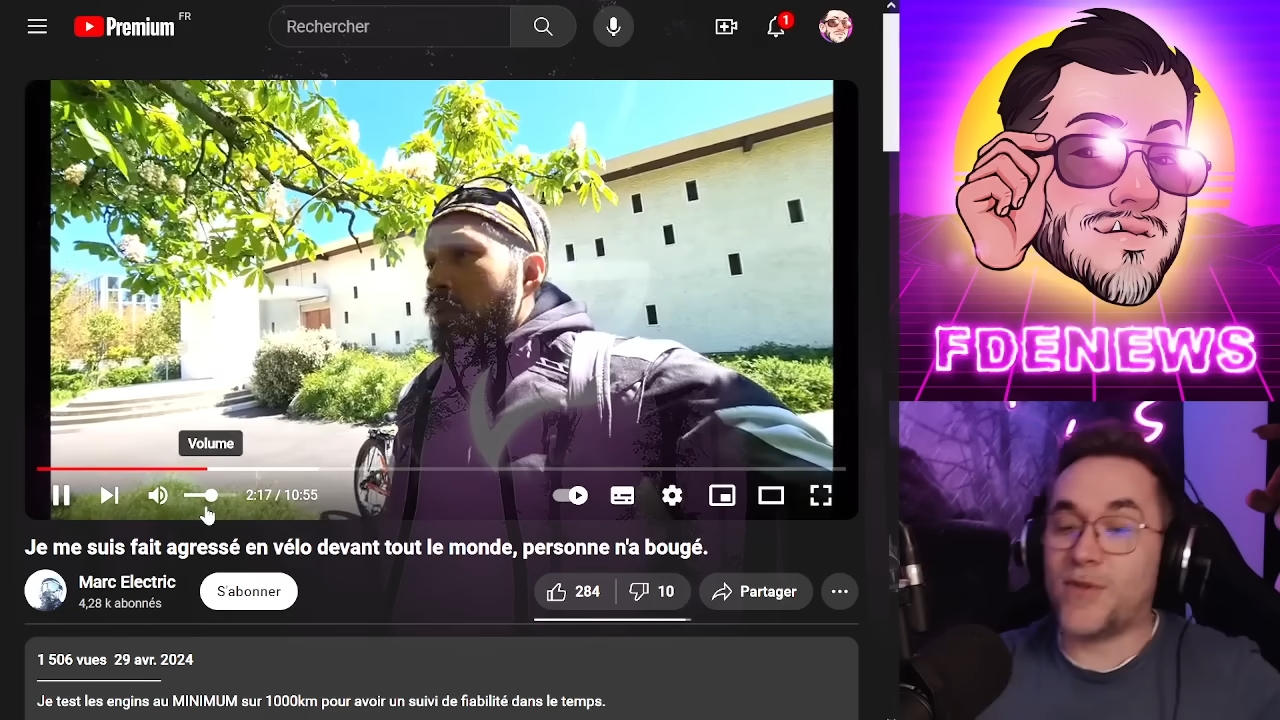 Premium FR
Rechercher
1
FDENEWS
Volume
2:17 / 10:55
Je me suis fait agressé en vélo devant tout le monde, personne n'a bougé.
Marc Electric
4,28 k abonnés
S'abonner
284
10
Partager
1 506 vues 29 avr. 2024
Je test les engins au MINIMUM sur 1000km pour avoir un suivi de fiabilité dans le temps.